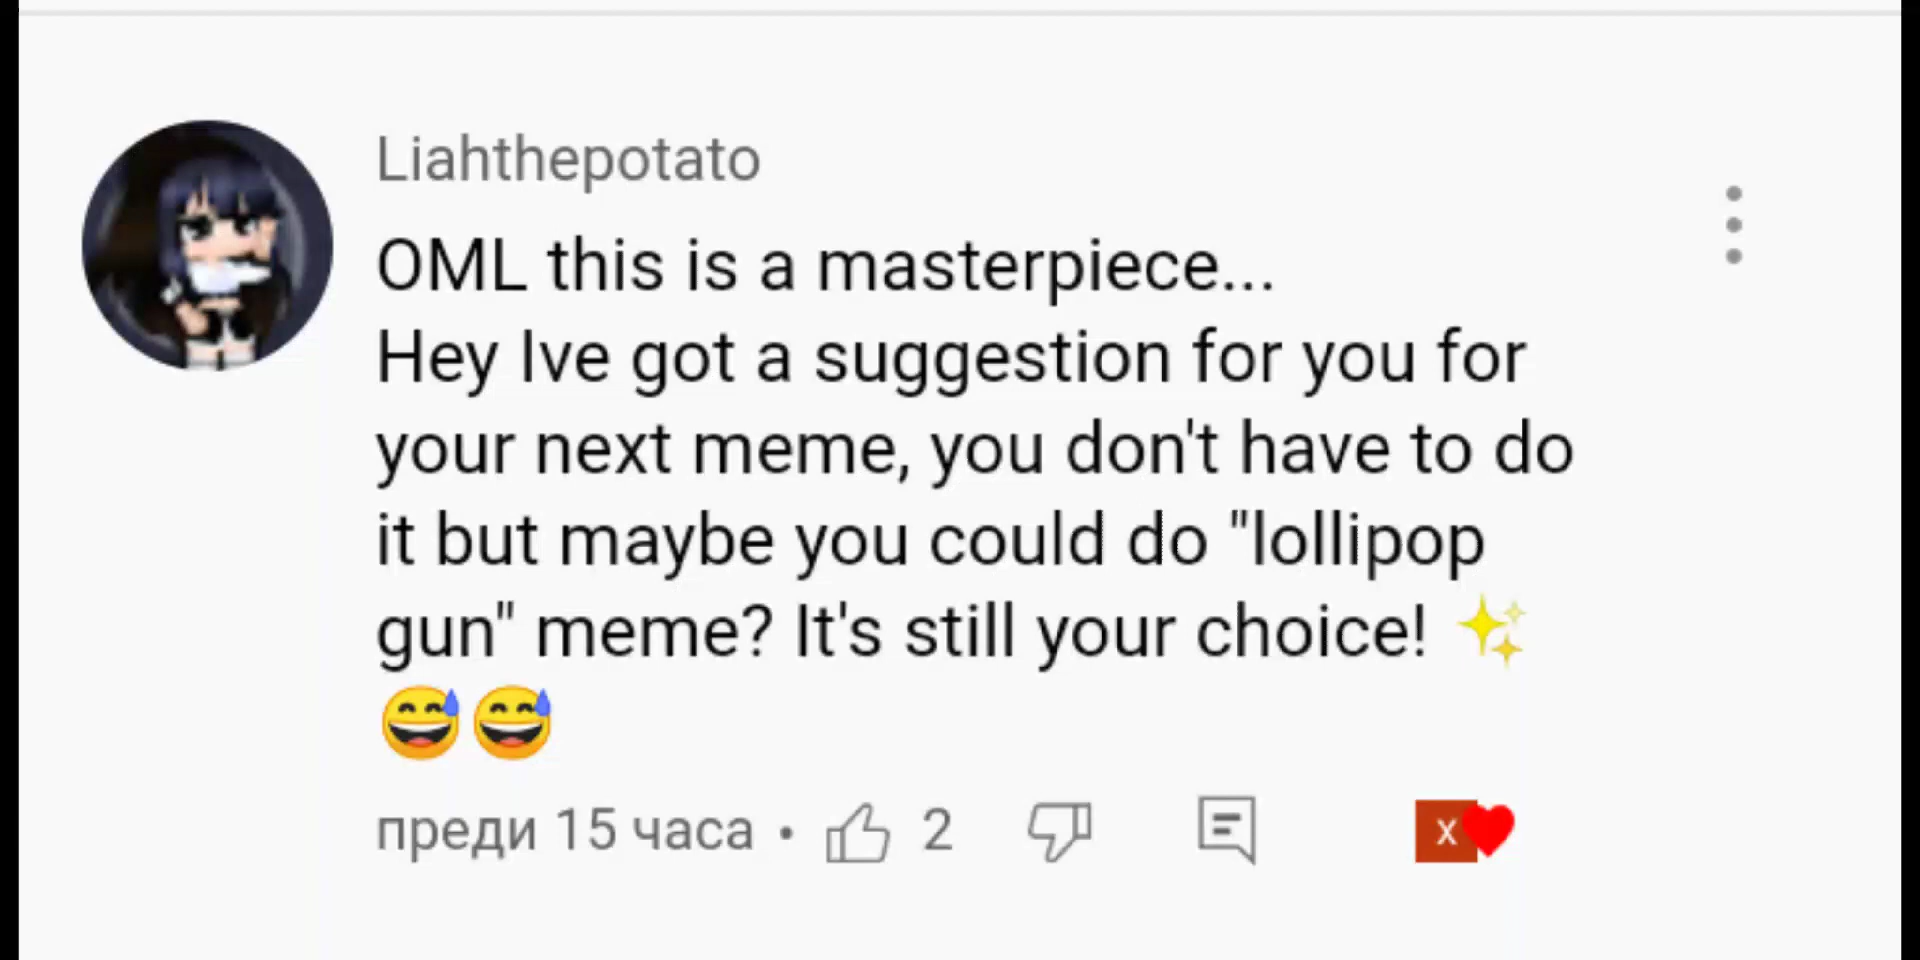 Liahthepotato
OML this is a masterpiece...
Hey Ive got a suggestion for you for
your next meme, you don't have to do
it but maybe you could do "lollipop
gun" meme? It's still your choice! ✨
😅😅
преди 15 часа • 2
x